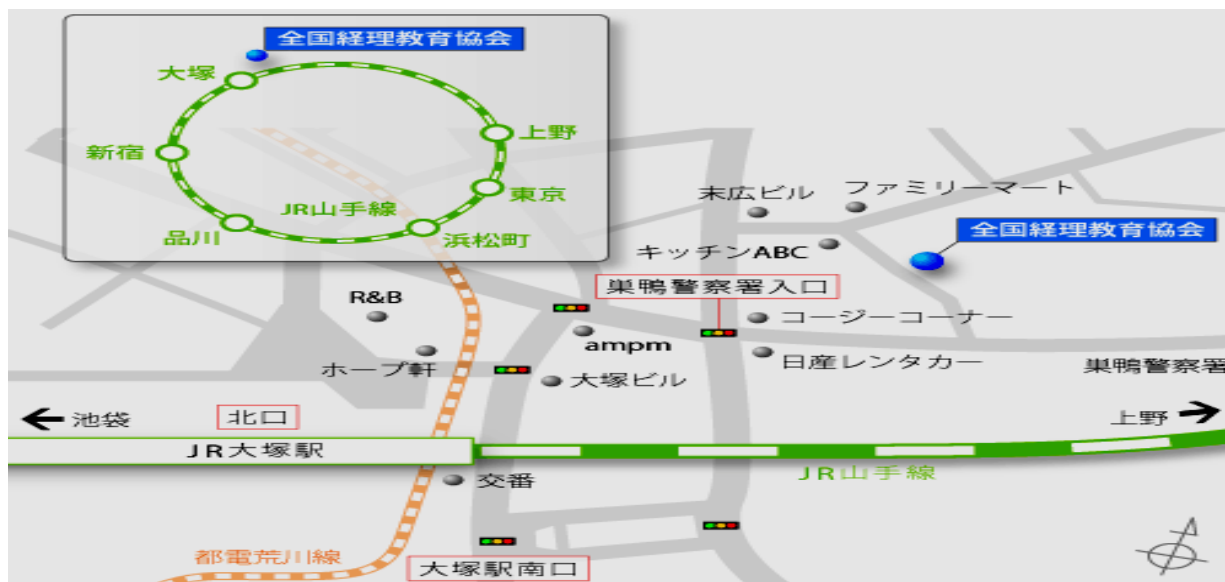 全国経理教育協会
大塚
上野
新宿
東京
JR山手線
品川
浜松町
末広ビル
ファミリーマート
全国経理教育協会
キッチンABC
巣鴨警察署入口
R&B
コージーコーナー
ampm
ホープ軒
日産レンタカー
巣鴨警察署
大塚ビル
池袋
北口
上野
JR大塚駅
JR山手線
交番
都電荒川線
大塚駅南口